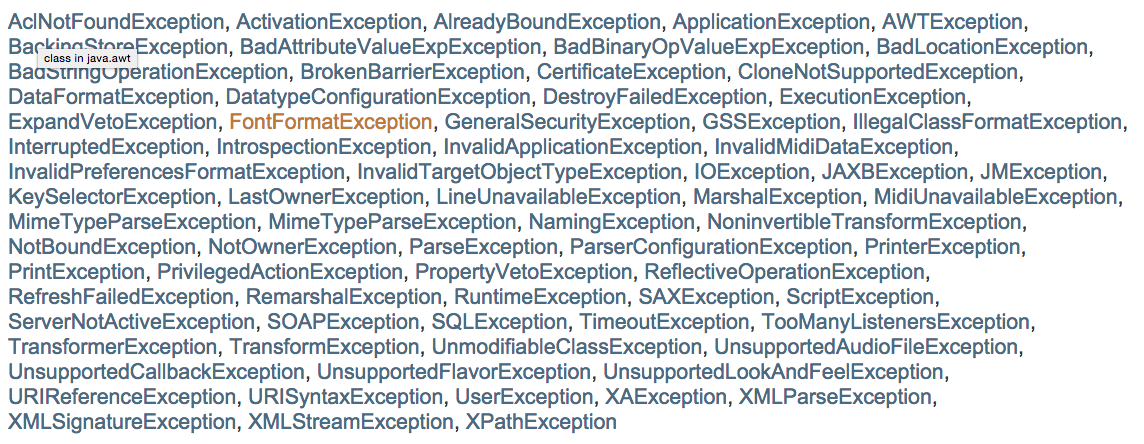 AclNotFoundException, ActivationException, AlreadyBoundException, ApplicationException, AWTException,
BackingStoreException, BadAttributeValueExpException, BadBinaryOpValueExpException, BadLocationException,
class in java.awt
BadStringOperationException, BrokenBarrierException, CertificateException, CloneNotSupportedException,
DataFormatException, DatatypeConfigurationException, DestroyFailedException, ExecutionException,
ExpandVetoException, FontFormatException, GeneralSecurityException, GSSException, IllegalClassFormatException,
InterruptedException, IntrospectionException, InvalidApplicationException, InvalidMidiDataException,
InvalidPreferencesFormatException, InvalidTargetObjectTypeException, IOException, JAXBException, JMException,
KeySelectorException, LastOwnerException, LineUnavailableException, MarshalException, MidiUnavailableException,
MimeTypeParseException, MimeTypeParseException, NamingException, NoninvertibleTransformException,
NotBoundException, NotOwnerException, ParseException, ParserConfigurationException, PrinterException,
PrintException, PrivilegedActionException, PropertyVetoException, ReflectiveOperationException,
RefreshFailedException, RemarshalException, RuntimeException, SAXException, ScriptException,
ServerNotActiveException, SOAPException, SQLException, TimeoutException, TooManyListenersException,
TransformerException, TransformException, UnmodifiableClassException, UnsupportedAudioFileException,
UnsupportedCallbackException, UnsupportedFlavorException, UnsupportedLookAndFeelException,
URIReferenceException, URISyntaxException, UserException, XAException, XMLParseException,
XMLSignatureException, XMLStreamException, XPathException